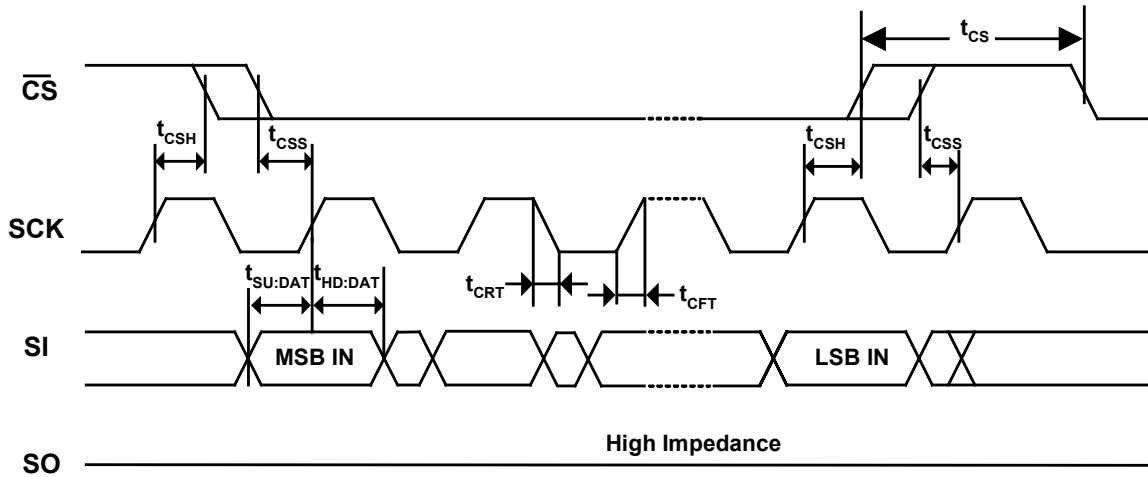 tCS
CS
tCSH
tCSS
tCSH
tCSS
SCK
tSU:DAT
tHD:DAT
tCRT
tCFT
SI
MSB IN
LSB IN
High Impedance
SO